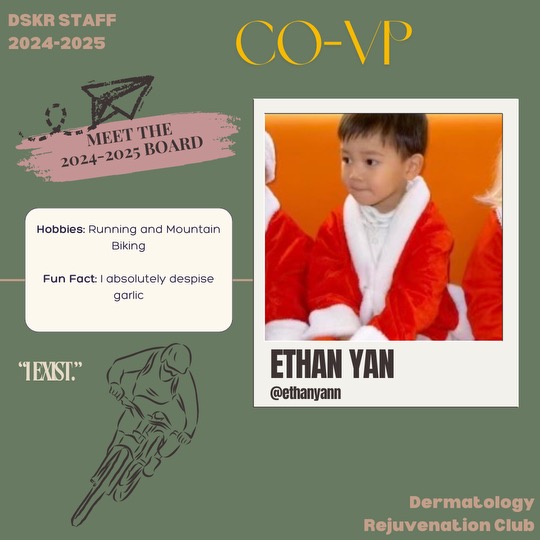 DSKR STAFF
2024-2025
CO-VP
MEET THE
2024-2025 BOARD
Hobbies: Running and Mountain
Biking
Fun Fact: I absolutely despise
garlic
ETHAN YAN
@ethanyann
“I EXIST.”
Dermatology
Rejuvenation Club